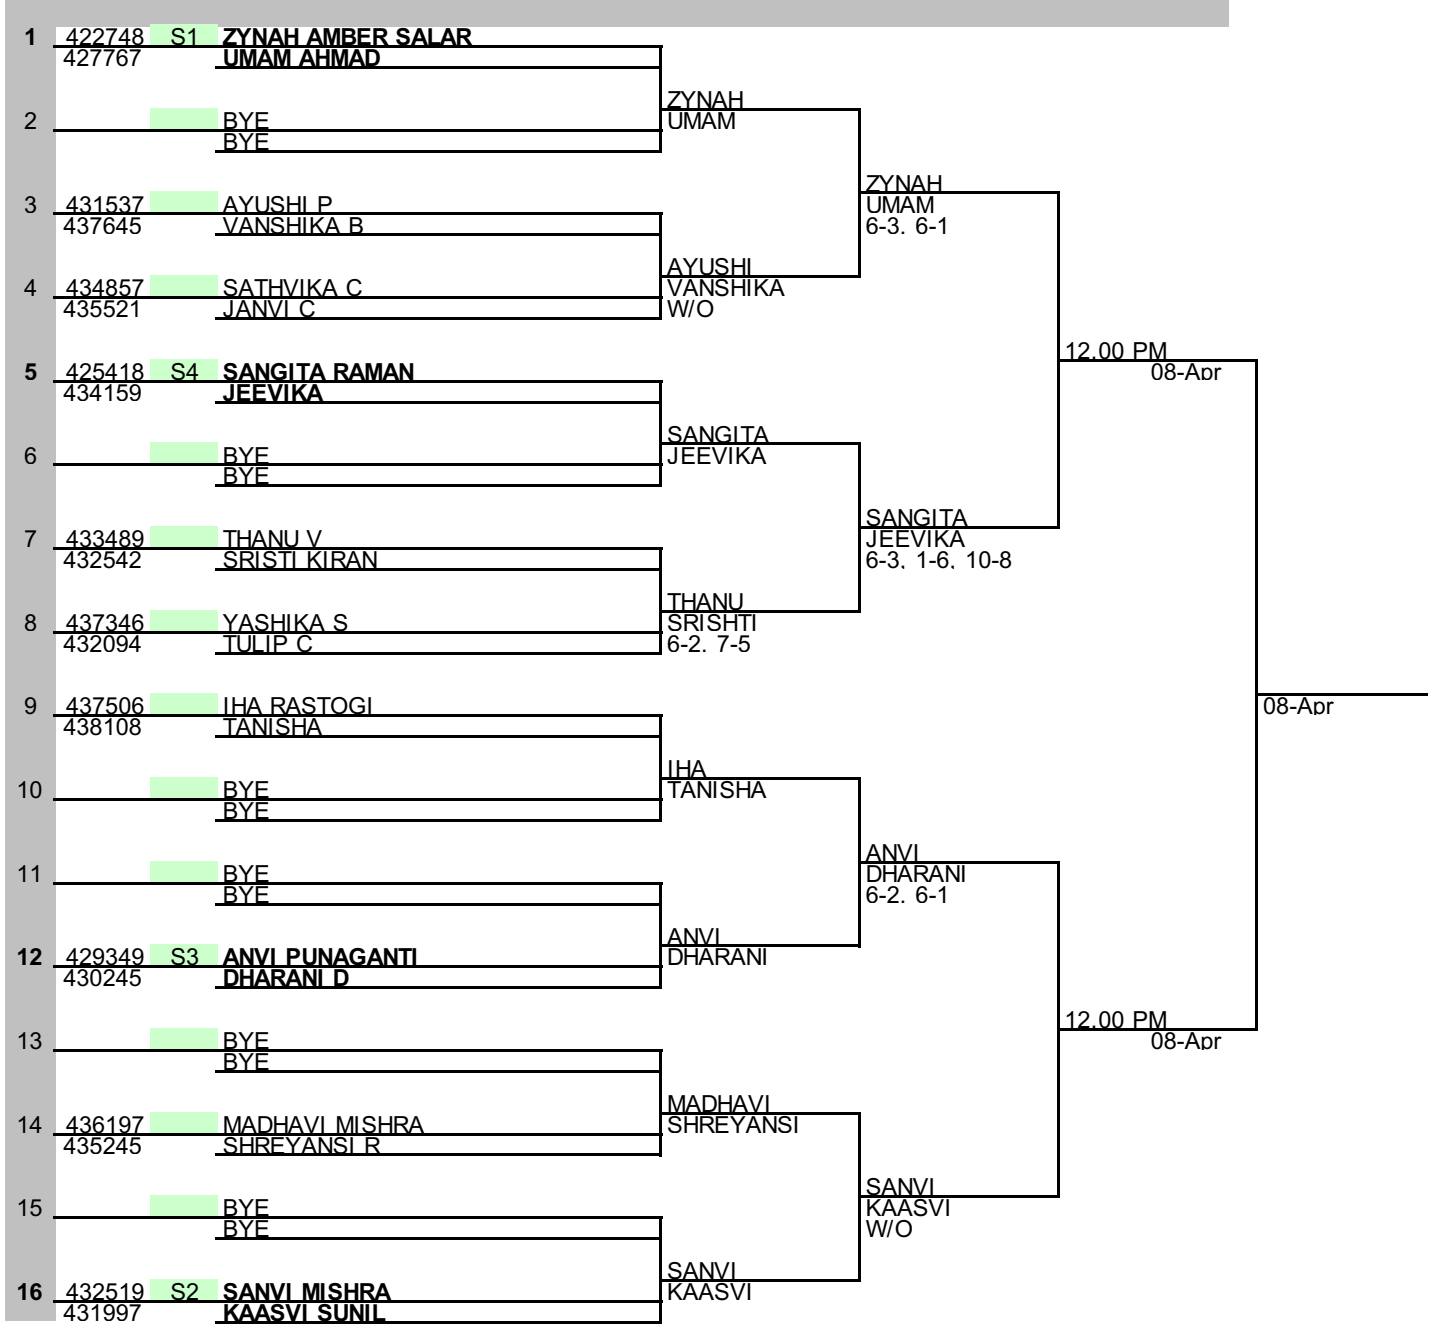 1 422748 S1 ZYNAH AMBER SALAR
427767 UMAM AHMAD
ZYNAH
2 BYE UMAM
BYE
ZYNAH
3 431537 AYUSHI P UMAM
437645 VANSHIKA B 6-3, 6-1
AYUSHI
4 434857 SATHVIKA C VANSHIKA
435521 JANVI C W/O
12.00 PM
5 425418 S4 SANGITA RAMAN 08-Apr
434159 JEEVIKA
SANGITA
6 BYE JEEVIKA
BYE
SANGITA
7 433489 THANU V JEEVIKA
432542 SRISTI KIRAN 6-3, 1-6, 10-8
THANU
8 437346 YASHIKA S SRISHTI
432094 TULIP C 6-2, 7-5
9 437506 IHA RASTOGI 08-Apr
438108 TANISHA
IHA
10 BYE TANISHA
BYE
ANVI
11 BYE DHARANI
BYE 6-2, 6-1
ANVI
12 429349 S3 ANVI PUNAGANTI DHARANI
430245 DHARANI D
12.00 PM
13 BYE 08-Apr
BYE
MADHAVI
14 436197 MADHAVI MISHRA SHREYANSI
435245 SHREYANSI R
SANVI
15 BYE KAASVI
BYE W/O
SANVI
16 432519 S2 SANVI MISHRA KAASVI
431997 KAASVI SUNIL